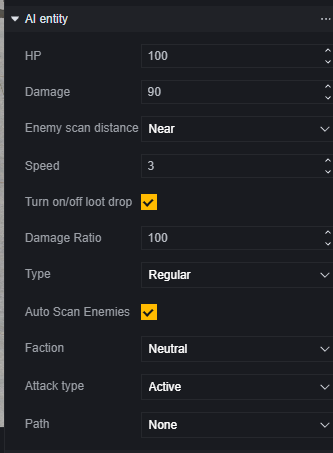 AI entity
HP 100
Damage 90
Enemy scan distance Near
Speed 3
Turn on/off loot drop
Damage Ratio 100
Type Regular
Auto Scan Enemies
Faction Neutral
Attack type Active
Path None